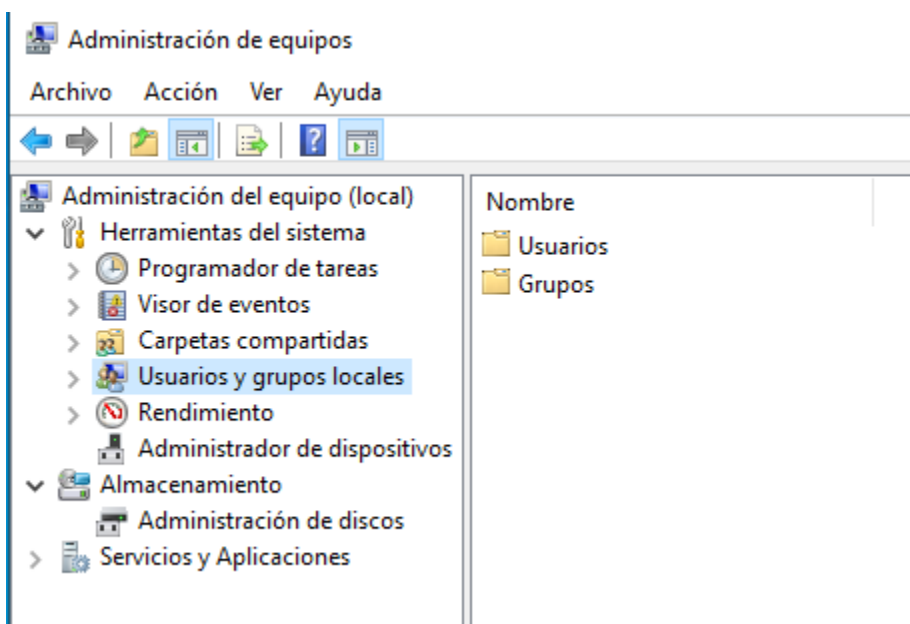 Administración de equipos
Archivo Acción Ver Ayuda
Administración del equipo (local)
Herramientas del sistema
Programador de tareas
Visor de eventos
Carpetas compartidas
Usuarios y grupos locales
Rendimiento
Administrador de dispositivos
Almacenamiento
Administración de discos
Servicios y Aplicaciones
Nombre
Usuarios
Grupos